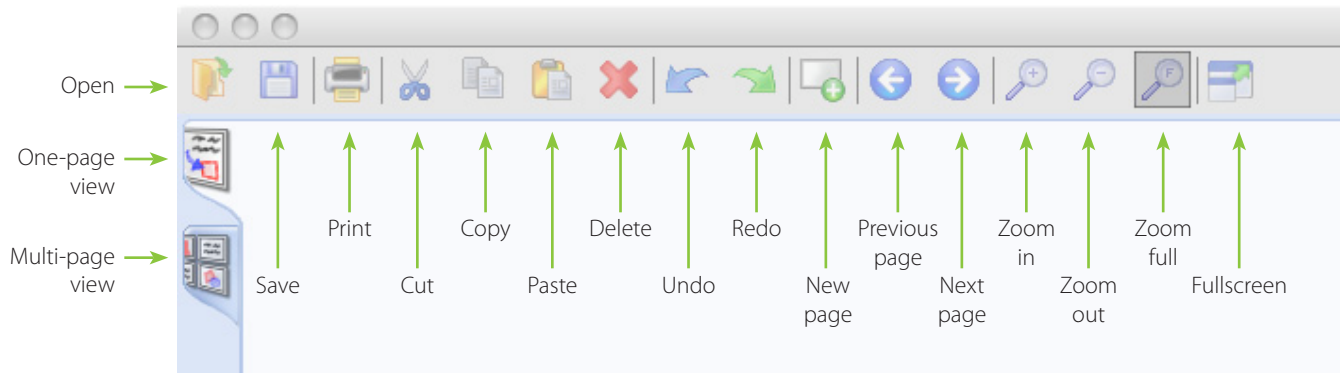 Open
One-page
view
Multi-page
view
Print
Copy
Delete
Redo
Previous
page
Zoom
in
Zoom
full
Save
Cut
Paste
Undo
New
page
Next
page
Zoom
out
Fullscreen
F